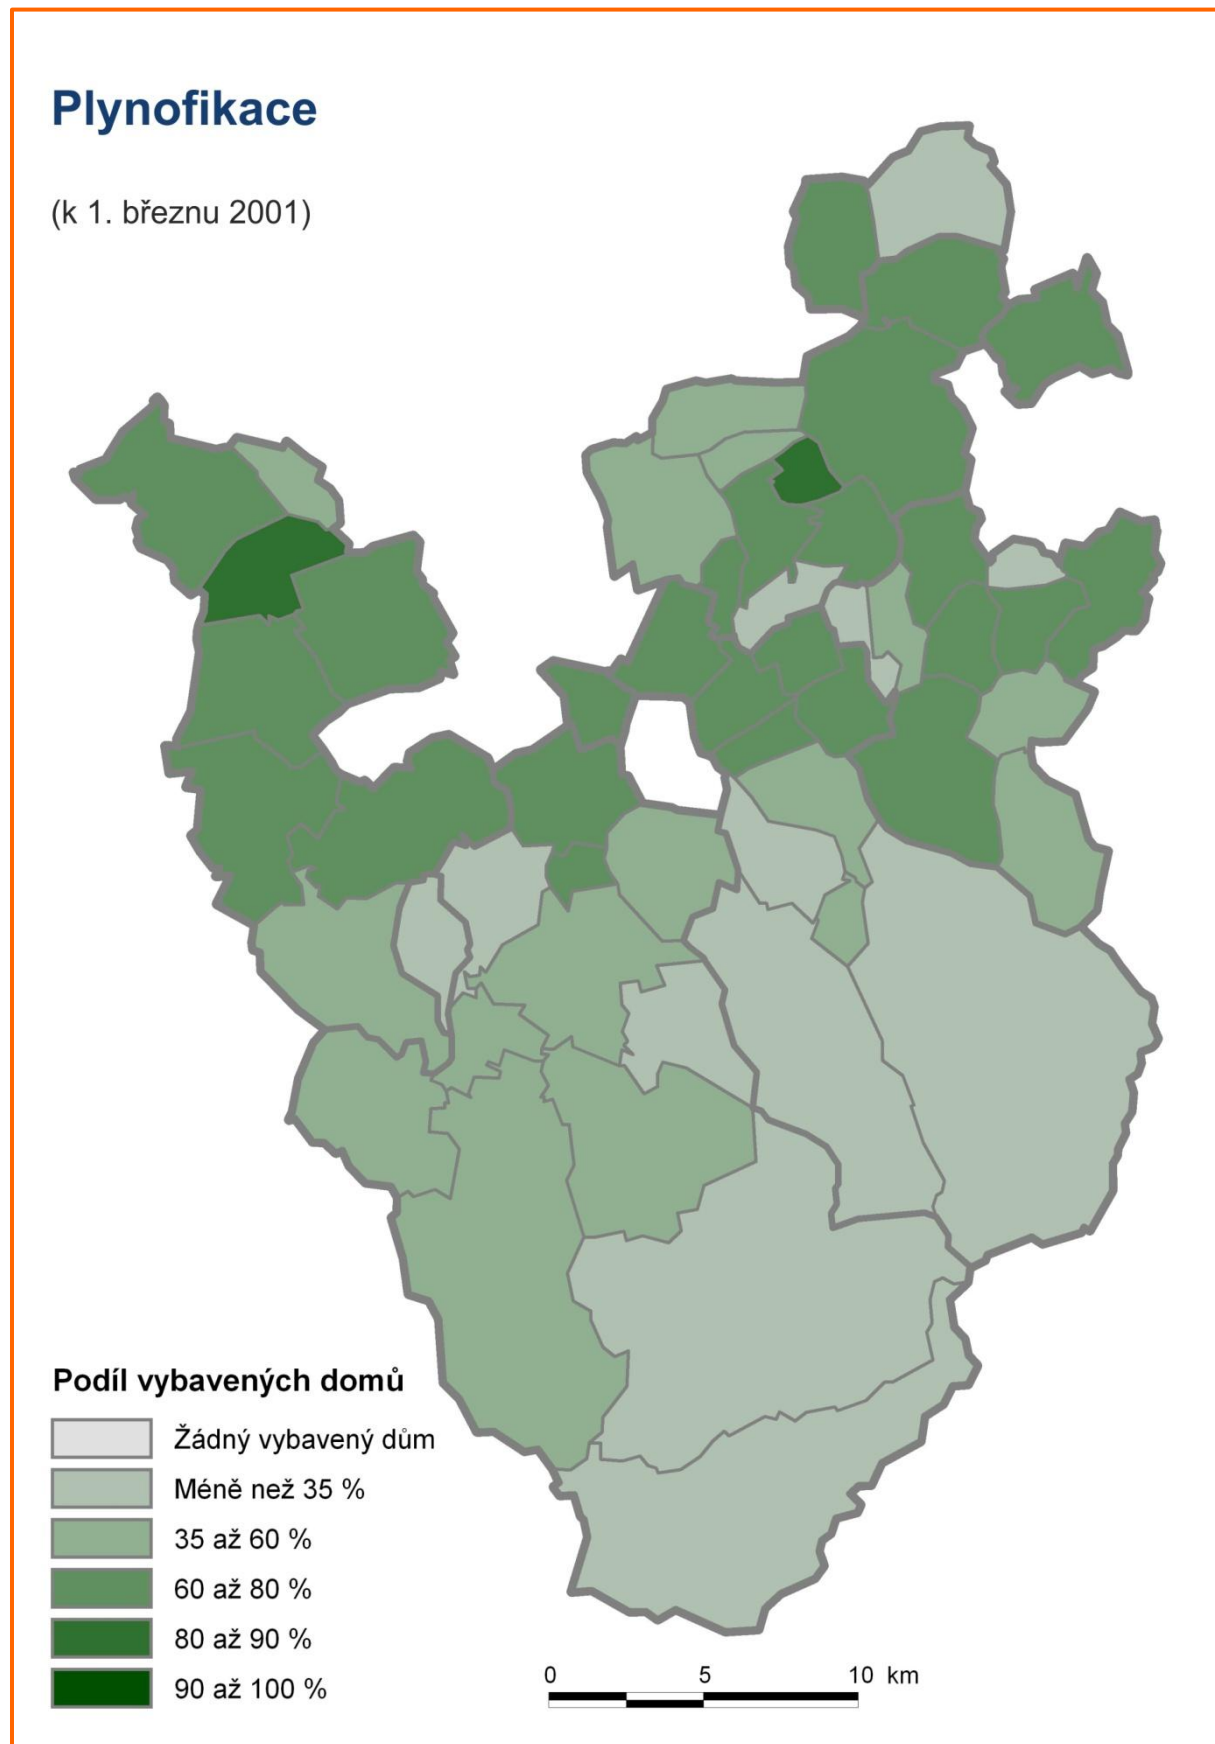 Plynofikace
(k 1. březnu 2001)
Podíl vybavených domů
Žádný vybavený dům
Méně než 35 %
35 až 60 %
60 až 80 %
80 až 90 %
90 až 100 %
0 5 10 km